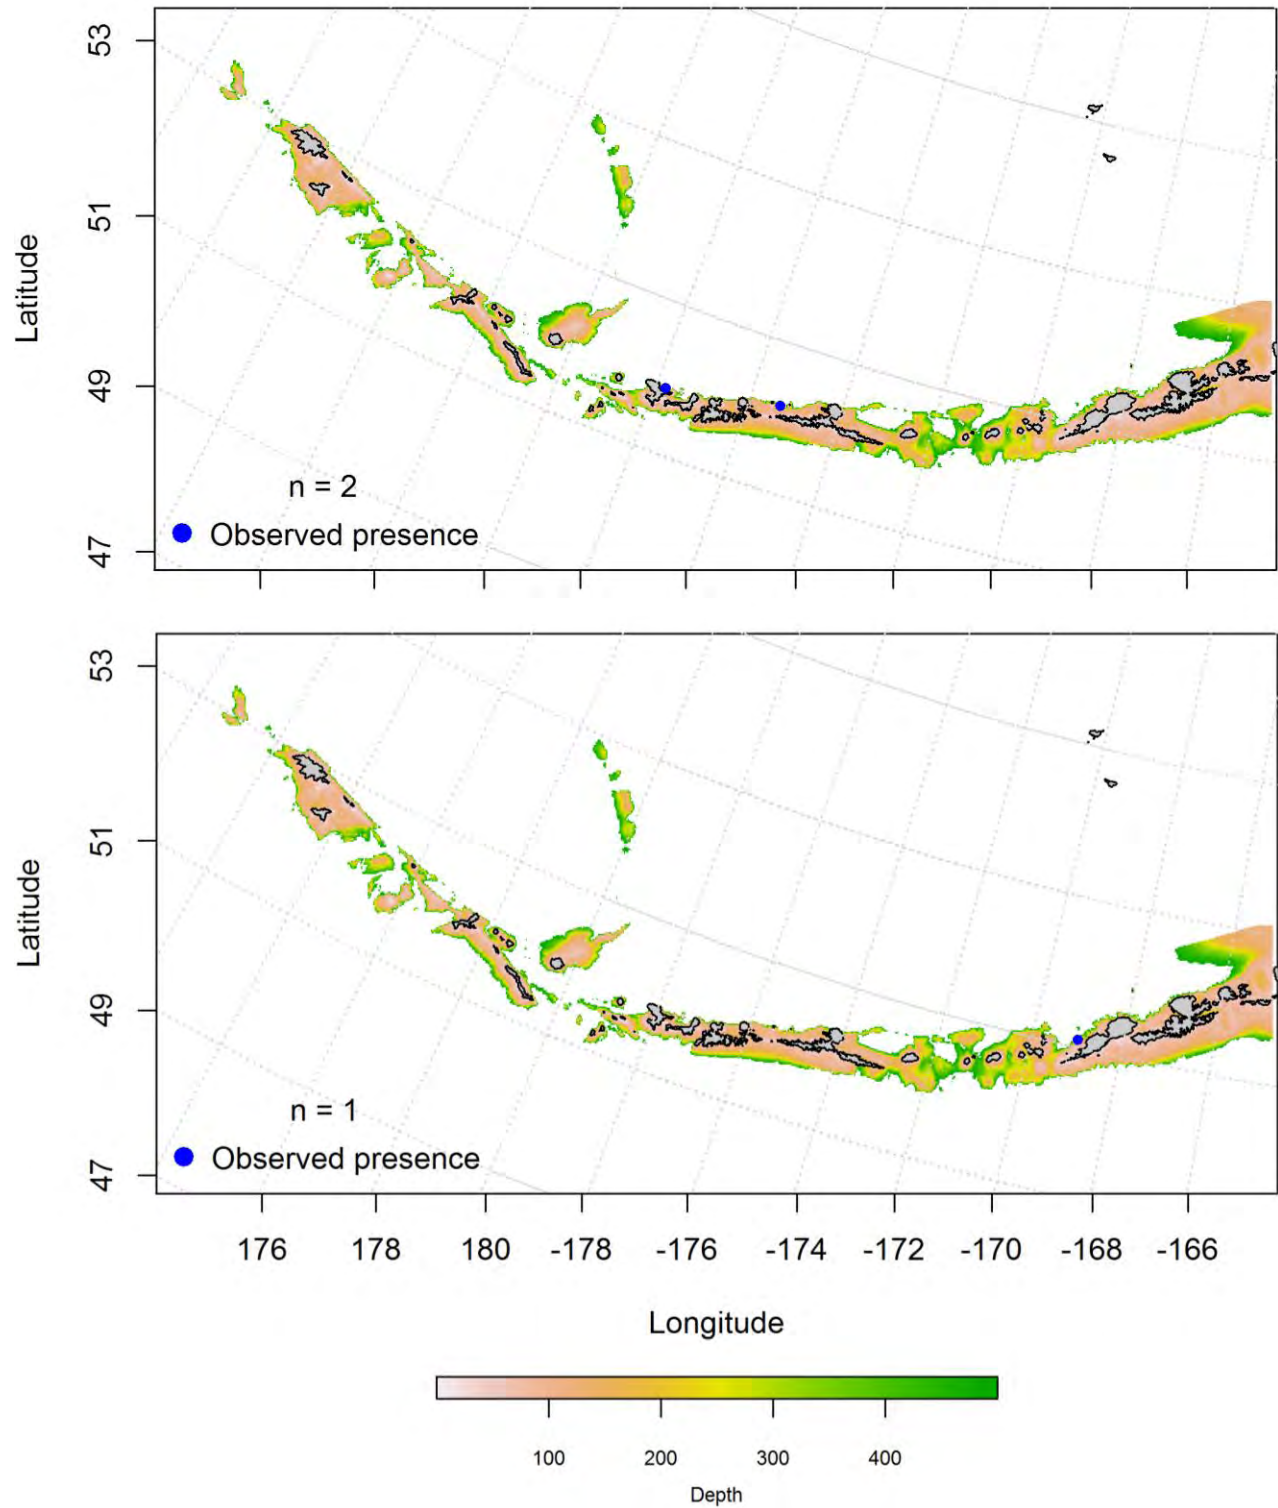 53
51
49
47
Latitude
n = 2
Observed presence
53
51
49
47
Latitude
n = 1
Observed presence
176 178 180 -178 -176 -174 -172 -170 -168 -166
Longitude
100 200 300 400
Depth